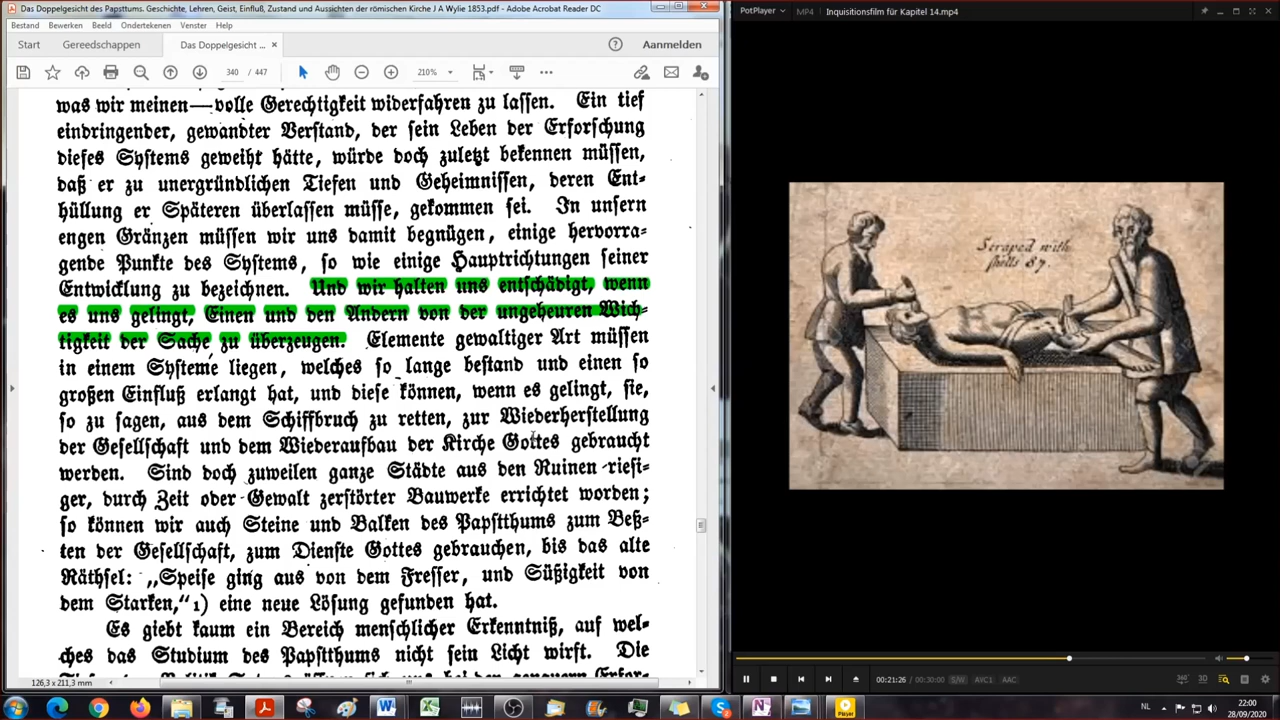 Das Doppelgesicht des Papsttums. Geschichte, Lehren, Geist, Einfluß, Zustand und Aussichten der römischen Kirche J A Wylie 1853.pdf - Adobe Acrobat Reader DC
Bestand Bewerken Beeld Ondertekenen Venster Help
Start Gereedschappen Das Doppelgesicht ... × Aanmelden
340 / 447 210%
was wir meinen—volle Gerechtigkeit widerfahren zu lassen. Ein tief
eindringender, gewandter Verstand, der sein Leben der Erforschung
dieses Systems geweiht hätte, würde doch zuletzt bekennen müssen,
daß er zu unergründlichen Tiefen und Geheimnissen, deren Ent-
hüllung er Späteren überlassen müsse, gekommen sei. In unsern
engen Gränzen müssen wir uns damit begnügen, einige hervorra-
gende Punkte des Systems, so wie einige Hauptrichtungen seiner
Entwicklung zu bezeichnen. Und wir halten uns entschädigt, wenn
es uns gelingt, Einen und den Andern von der ungeheuren Wich-
tigkeit der Sache zu überzeugen. Elemente gewaltiger Art müssen
in einem Systeme liegen, welches so lange bestand und einen so
großen Einfluß erlangt hat, und diese können, wenn es gelingt, sie,
so zu sagen, aus dem Schiffbruch zu retten, zur Wiederherstellung
der Gesellschaft und dem Wiederaufbau der Kirche Gottes gebraucht
werden. Sind doch zuweilen ganze Städte aus den Ruinen riesi-
ger, durch Zeit oder Gewalt zerstörter Bauwerke errichtet worden;
so können wir auch Steine und Balken des Papstthums zum Beß-
ten der Gesellschaft, zum Dienste Gottes gebrauchen, bis das alte
Räthsel: „Speise ging aus von dem Fresser, und Süßigkeit von
dem Starken,“1) eine neue Lösung gefunden hat.
Es giebt kaum ein Bereich menschlicher Erkenntniß, auf wel-
ches das Studium des Papstthums nicht sein Licht wirft. Die
126,3 x 211,3 mm
PotPlayer MP4 Inquisitionsfilm für Kapitel 14.mp4
Scraped with
shells 87.
00:21:26 / 00:30:00 S/W AVC1 AAC 360° 3D
NL 22:00
28/09/2020